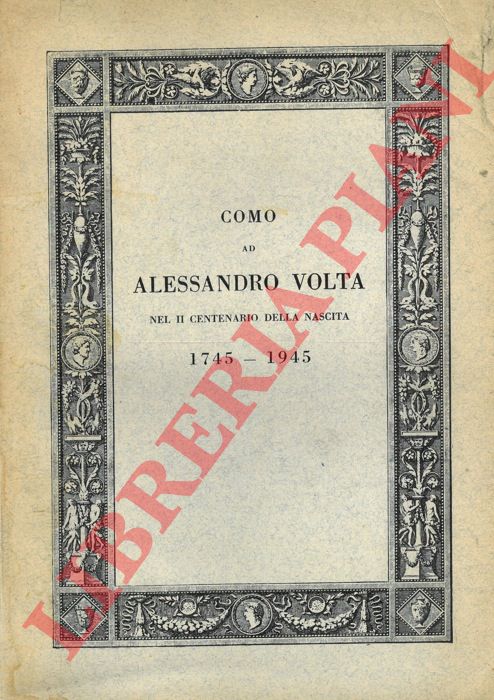 COMO
AD
ALESSANDRO VOLTA
NEL II CENTENARIO DELLA NASCITA
1745 – 1945
LIBRERIA PIANI